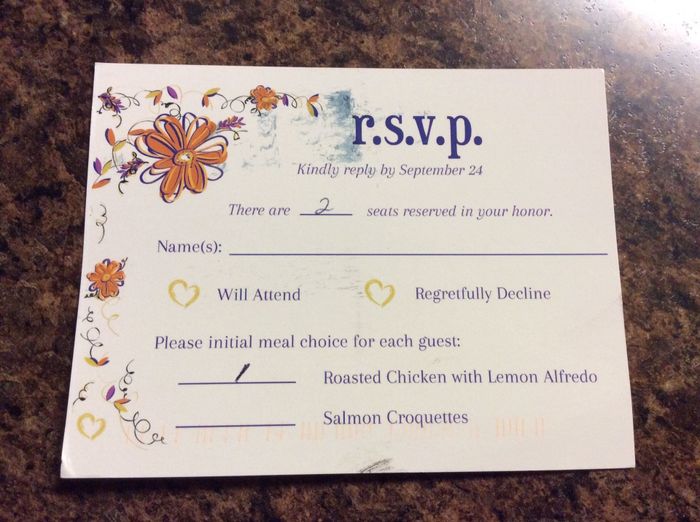 r.s.v.p.
Kindly reply by September 24
There are 2 seats reserved in your honor.
Name(s):
Will Attend Regretfully Decline
Please initial meal choice for each guest:
1 Roasted Chicken with Lemon Alfredo
Salmon Croquettes